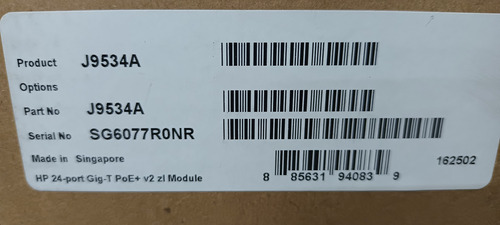 Product J9534A
Options
Part No J9534A
Serial No SG6077R0NR
Made in Singapore
162502
HP 24-port Gig-T PoE+ v2 zl Module
8 85631 94083 9